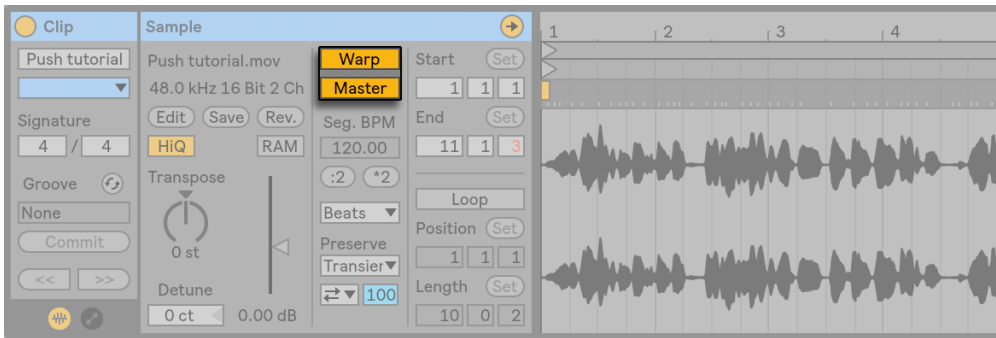 Clip
Push tutorial
Signature
4 / 4
Groove
None
Commit
<< >>
Sample
Push tutorial.mov
48.0 kHz 16 Bit 2 Ch
Edit Save Rev.
HiQ RAM
Transpose
0 st
Detune
0 ct 0.00 dB
Warp
Master
Seg. BPM
120.00
:2 *2
Beats
Preserve
Transier
100
Start Set
1 1 1
End Set
11 1 3
Loop
Position Set
1 1 1
Length Set
10 0 2
1 2 3 4